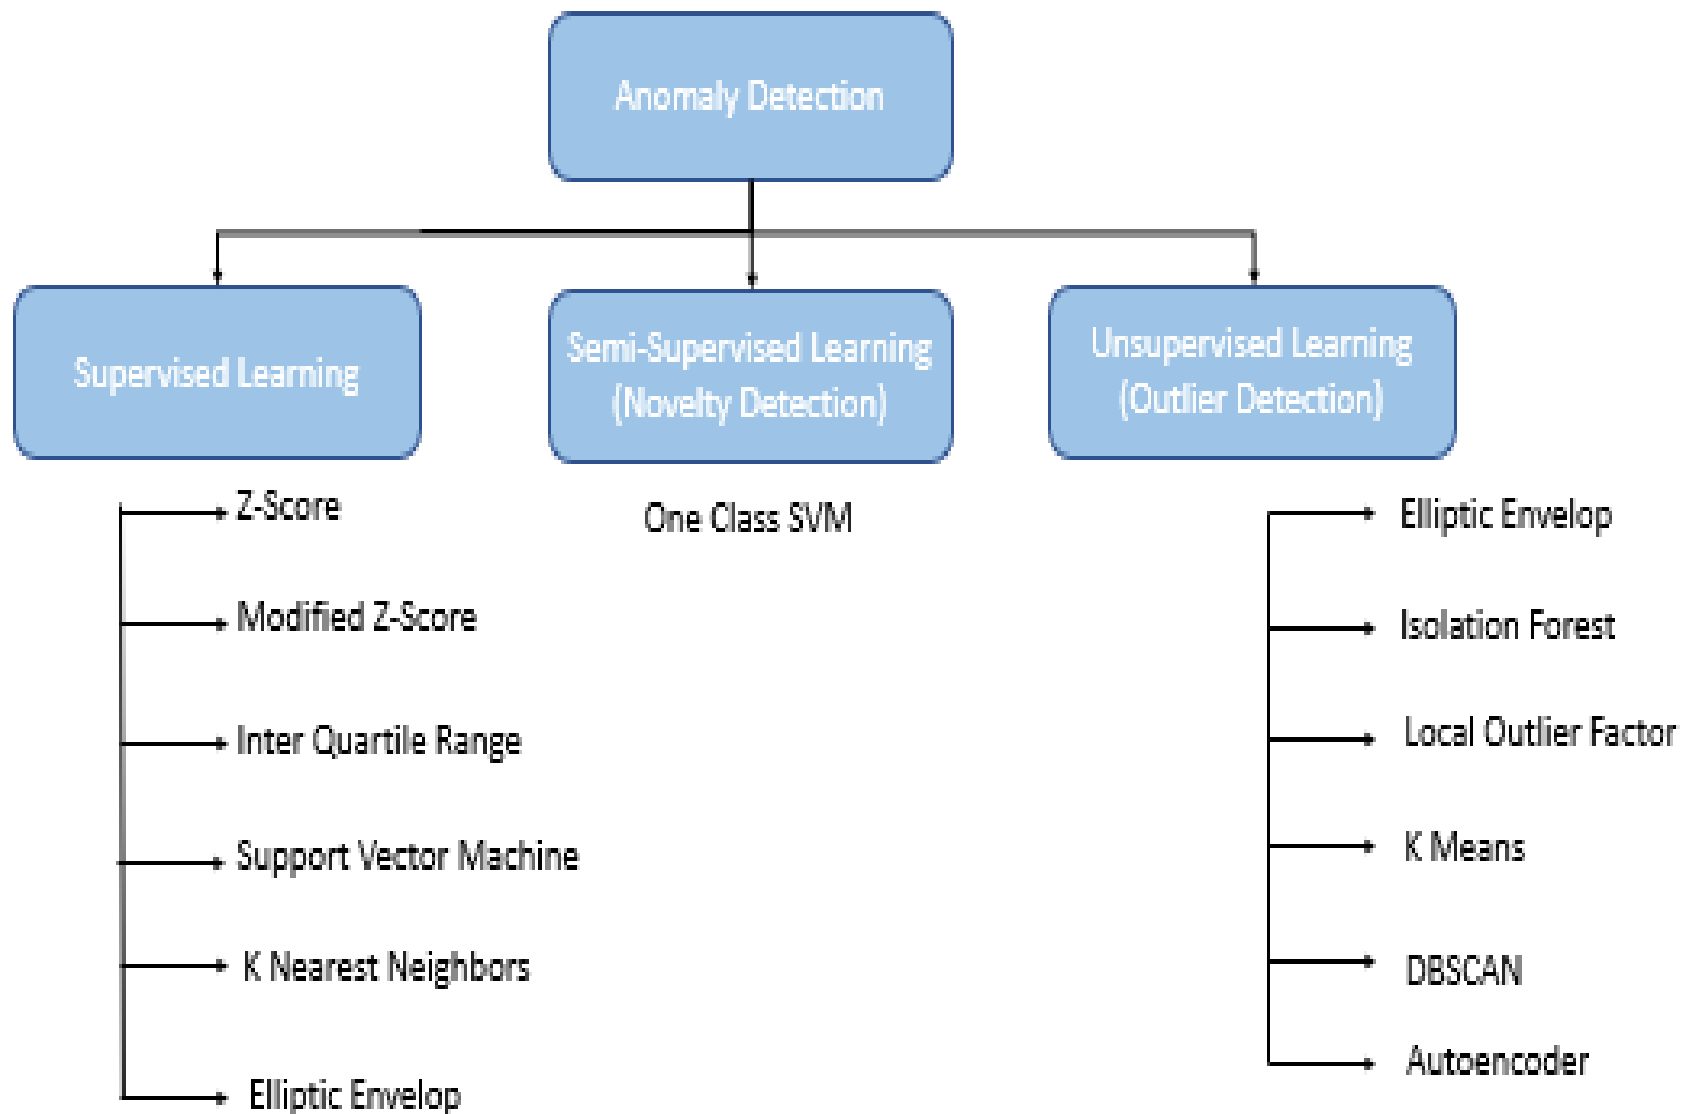 Anomaly Detection
Supervised Learning
Semi-Supervised Learning
(Novelty Detection)
Unsupervised Learning
(Outlier Detection)
Z-Score
Modified Z-Score
Inter Quartile Range
Support Vector Machine
K Nearest Neighbors
Elliptic Envelop
One Class SVM
Elliptic Envelop
Isolation Forest
Local Outlier Factor
K Means
DBSCAN
Autoencoder